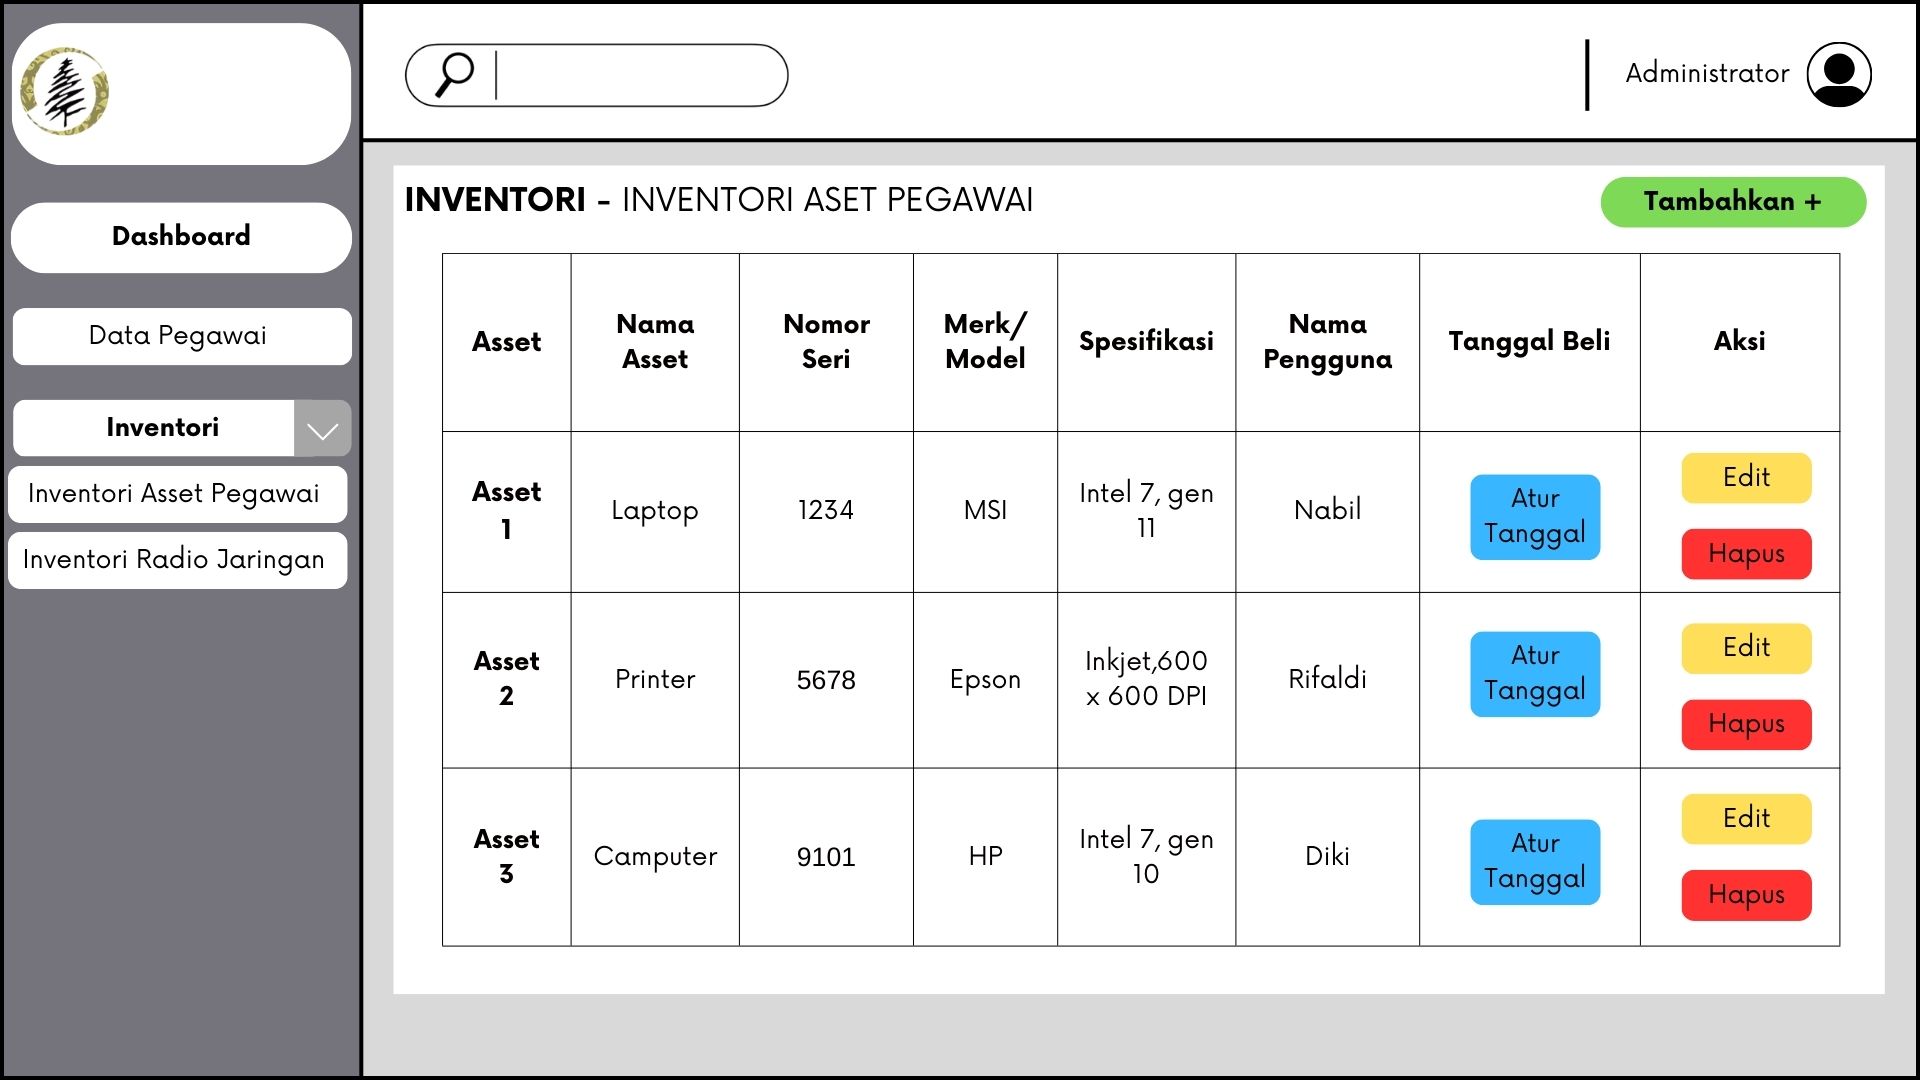 Administrator
Dashboard
Data Pegawai
Inventori
Inventori Asset Pegawai
Inventori Radio Jaringan
INVENTORI - INVENTORI ASET PEGAWAI
Tambahkan +
Asset
Nama
Asset
Nomor
Seri
Merk/
Model
Spesifikasi
Nama
Pengguna
Tanggal Beli
Aksi
Asset
1
Laptop
1234
MSI
Intel 7, gen
11
Nabil
Atur
Tanggal
Edit
Hapus
Asset
2
Printer
5678
Epson
Inkjet,600
x 600 DPI
Rifaldi
Atur
Tanggal
Edit
Hapus
Asset
3
Camputer
9101
HP
Intel 7, gen
10
Diki
Atur
Tanggal
Edit
Hapus